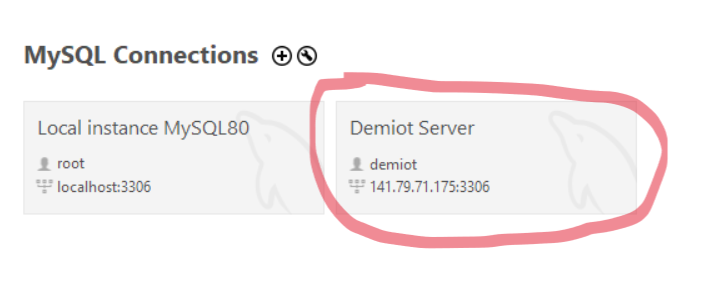 MySQL Connections
Local instance MySQL80
root
localhost:3306
Demiot Server
demiot
141.79.71.175:3306